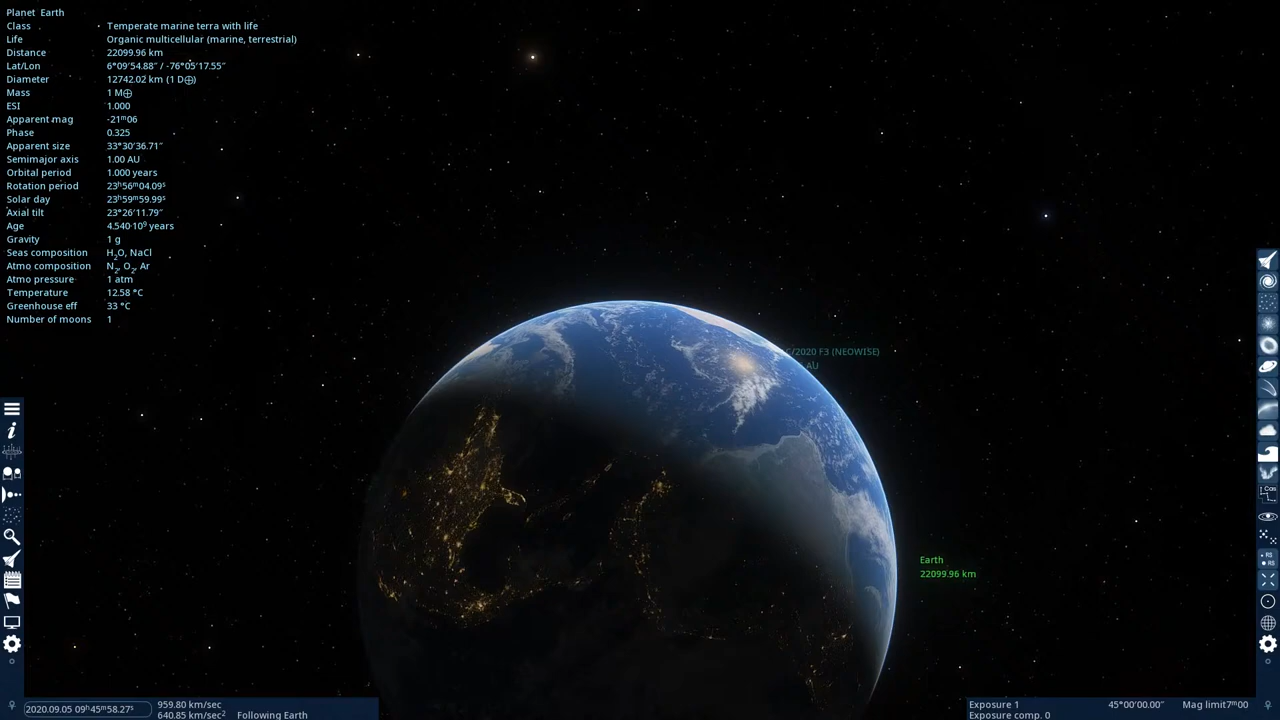 Planet Earth
Class Temperate marine terra with life
Life Organic multicellular (marine, terrestrial)
Distance 22099.96 km
Lat/Lon 6°09′54.88″ / -76°05′17.55″
Diameter 12742.02 km (1 D⊕)
Mass 1 M⊕
ESI 1.000
Apparent mag -21ᵐ06
Phase 0.325
Apparent size 33°30′36.71″
Semimajor axis 1.00 AU
Orbital period 1.000 years
Rotation period 23ʰ56ᵐ04.09ˢ
Solar day 23ʰ59ᵐ59.99ˢ
Axial tilt 23°26′11.79″
Age 4.540·10⁹ years
Gravity 1 g
Seas composition H₂O, NaCl
Atmo composition N₂, O₂, Ar
Atmo pressure 1 atm
Temperature 12.58 °C
Greenhouse eff 33 °C
Number of moons 1
C/2020 F3 (NEOWISE)
AU
Earth
22099.96 km
RS
RS
2020.09.05 09ʰ45ᵐ58.27ˢ
959.80 km/sec
640.85 km/sec² Following Earth
Exposure 1 45°00′00.00″ Mag limit 7ᵐ00
Exposure comp. 0